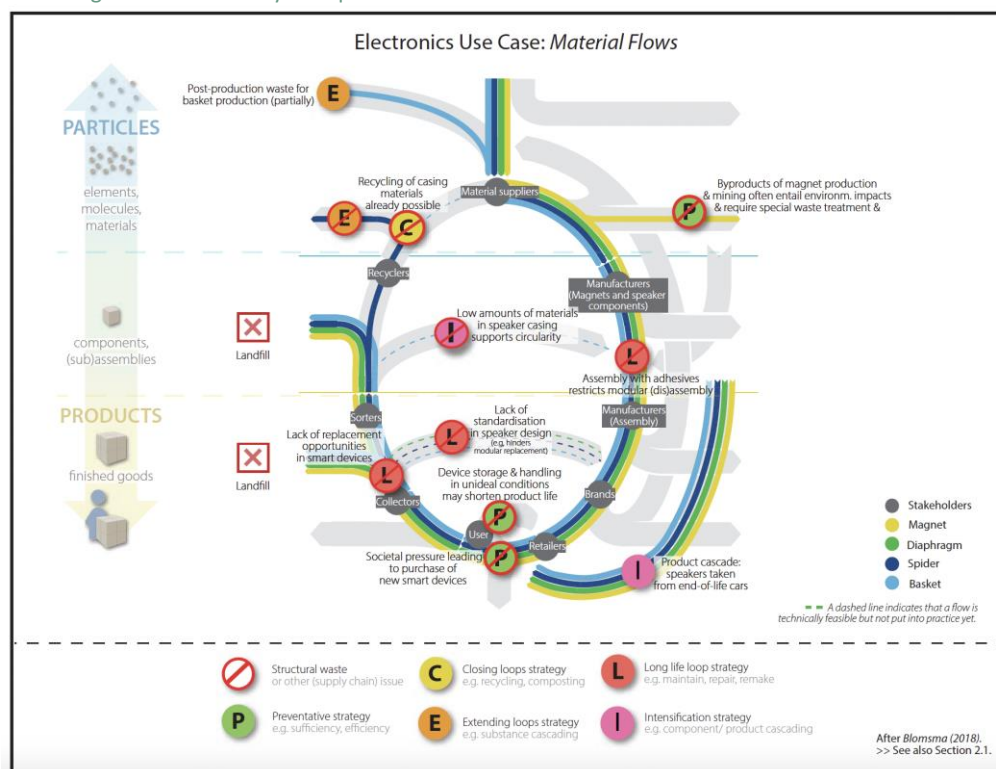 Electronics Use Case: Material Flows
Post-production waste for
basket production (partially)
E
PARTICLES
elements,
molecules,
materials
Recycling of casing
materials
already possible
Material suppliers
E
C
P
Byproducts of magnet production
& mining often entail environm. impacts
& require special waste treatment &
Recyclers
Manufacturers
(Magnets and speaker
components)
components,
(sub)assemblies
Landfill
I
Low amounts of materials
in speaker casing
supports circularity
L
Assembly with adhesives
restricts modular (dis)assembly
PRODUCTS
finished goods
Sorters
Manufacturers
(Assembly)
Lack of replacement
opportunities
in smart devices
Landfill
L
Lack of
standardisation
in speaker design
(e.g. hinders
modular replacement)
L
Collectors
Device storage & handling
in unideal conditions
may shorten product life
Brands
P
User
Retailers
P
Societal pressure leading
to purchase of
new smart devices
I
Product cascade:
speakers taken
from end-of-life cars
Stakeholders
Magnet
Diaphragm
Spider
Basket
A dashed line indicates that a flow is
technically feasible but not put into practice yet.
Structural waste
or other (supply chain) issue
C
Closing loops strategy
e.g. recycling, composting
L
Long life loop strategy
e.g. maintain, repair, remake
P
Preventative strategy
e.g. sufficiency, efficiency
E
Extending loops strategy
e.g. substance cascading
I
Intensification strategy
e.g. component/ product cascading
After Blomsma (2018).
>> See also Section 2.1.